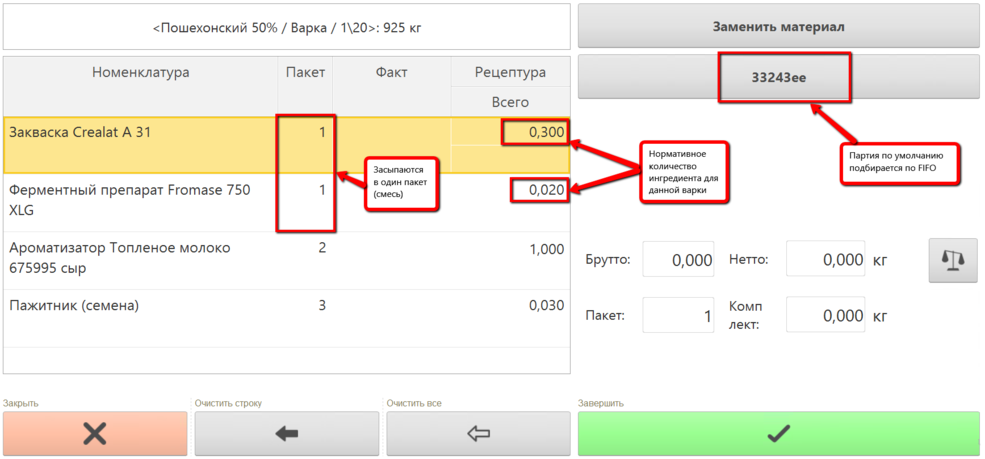 <Пошехонский 50% / Варка / 1\20>: 925 кг
Заменить материал
33243ee
Номенклатура Пакет Факт Рецептура
Всего
Закваска Crealat A 31 1 0,300
Ферментный препарат Fromase 750 1 0,020
XLG
Ароматизатор Топленое молоко 2 1,000
675995 сыр
Пажитник (семена) 3 0,030
Засыпаются
в один пакет
(смесь)
Нормативное
количество
ингредиента для
данной варки
Партия по умолчанию
подбирается по FIFO
Брутто: 0,000 Нетто: 0,000 кг
Пакет: 1 Комп
лект: 0,000 кг
Закрыть Очистить строку Очистить все Завершить